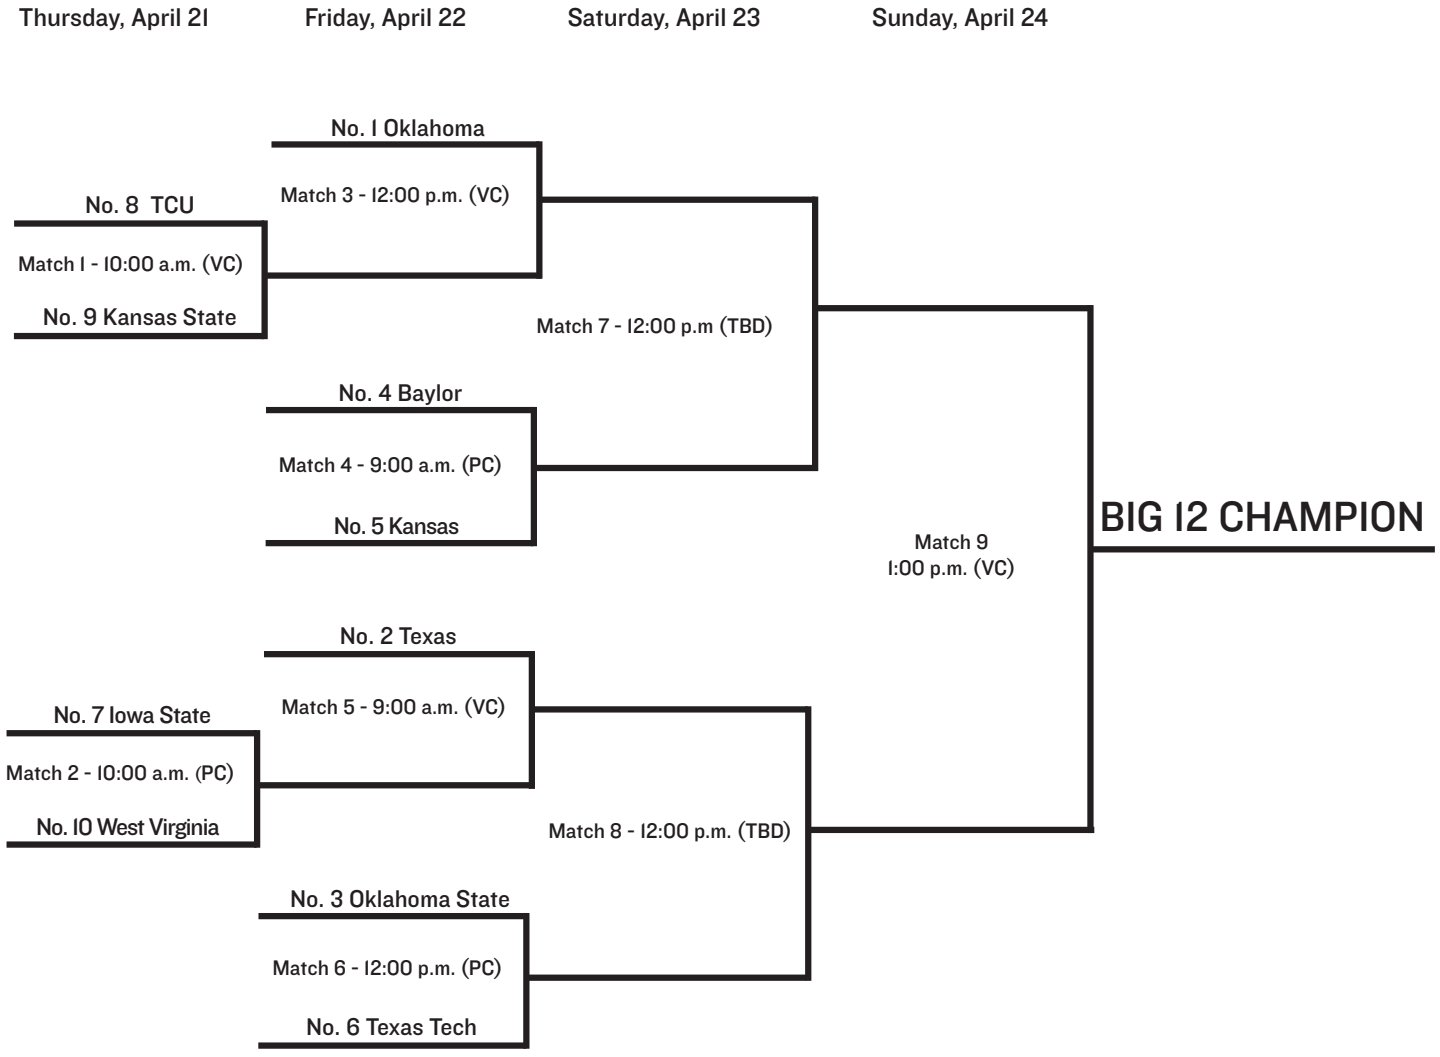 Thursday, April 21
Friday, April 22
Saturday, April 23
Sunday, April 24
No. 1 Oklahoma
Match 3 - 12:00 p.m. (VC)
No. 8 TCU
Match 1 - 10:00 a.m. (VC)
No. 9 Kansas State
Match 7 - 12:00 p.m (TBD)
No. 4 Baylor
Match 4 - 9:00 a.m. (PC)
No. 5 Kansas
BIG 12 CHAMPION
Match 9
1:00 p.m. (VC)
No. 2 Texas
Match 5 - 9:00 a.m. (VC)
No. 7 Iowa State
Match 2 - 10:00 a.m. (PC)
No. 10 West Virginia
Match 8 - 12:00 p.m. (TBD)
No. 3 Oklahoma State
Match 6 - 12:00 p.m. (PC)
No. 6 Texas Tech